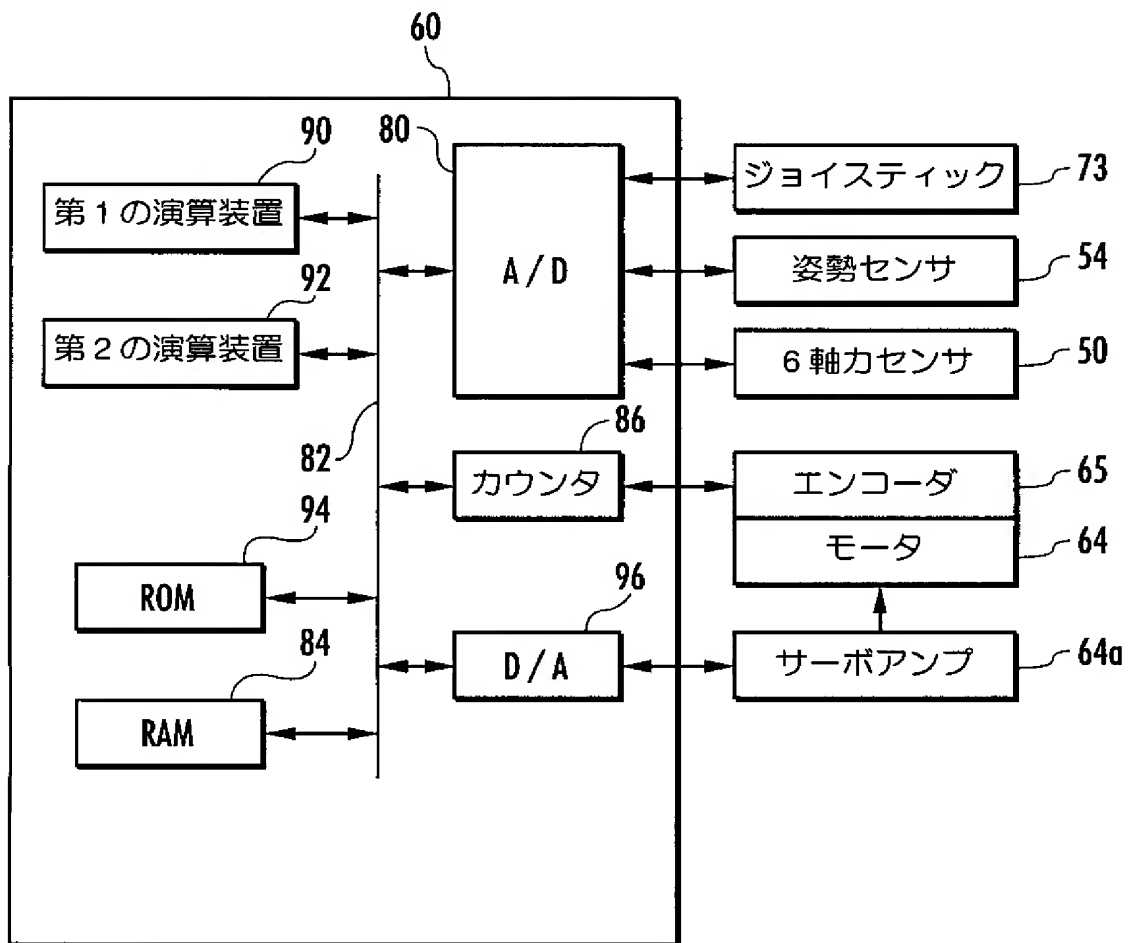 60
90
第1の演算装置
92
第2の演算装置
82
94
ROM
84
RAM
80
A/D
86
カウンタ
96
D/A
ジョイスティック
73
姿勢センサ
54
6軸力センサ
50
エンコーダ
65
モータ
64
サーボアンプ
64a